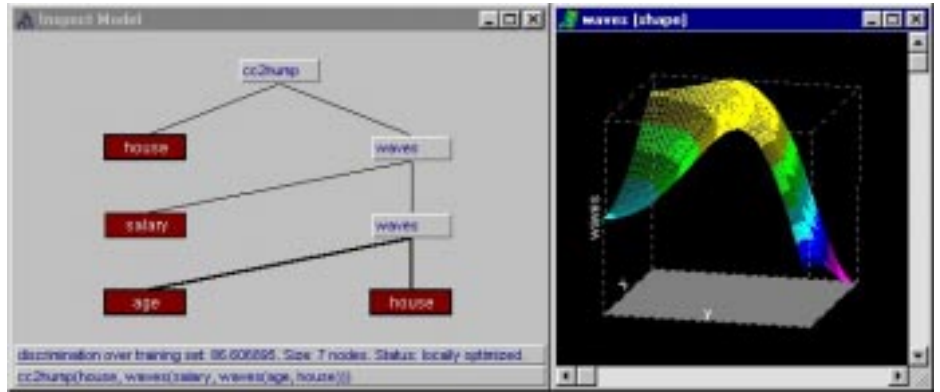 Inspect Model
waves (shape)
cc2hump
house
waves
salary
waves
age
house
waves
Y
discrimination over training set: 86.606895. Size: 7 nodes. Status: locally optimized
cc2hump(house, waves(salary, waves(age, house)))